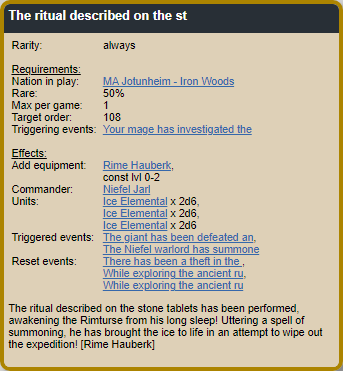 The ritual described on the st
Rarity: always
Requirements:
Nation in play: MA Jotunheim - Iron Woods
Rare: 50%
Max per game: 1
Target order: 108
Triggering events: Your mage has investigated the
Effects:
Add equipment: Rime Hauberk,
const lvl 0-2
Commander: Niefel Jarl
Units: Ice Elemental x 2d6,
Ice Elemental x 2d6,
Ice Elemental x 2d6
Triggered events: The giant has been defeated an,
The Niefel warlord has summone
Reset events: There has been a theft in the ,
While exploring the ancient ru,
While exploring the ancient ru
The ritual described on the stone tablets has been performed,
awakening the Rimturse from his long sleep! Uttering a spell of
summoning, he has brought the ice to life in an attempt to wipe out
the expedition! [Rime Hauberk]